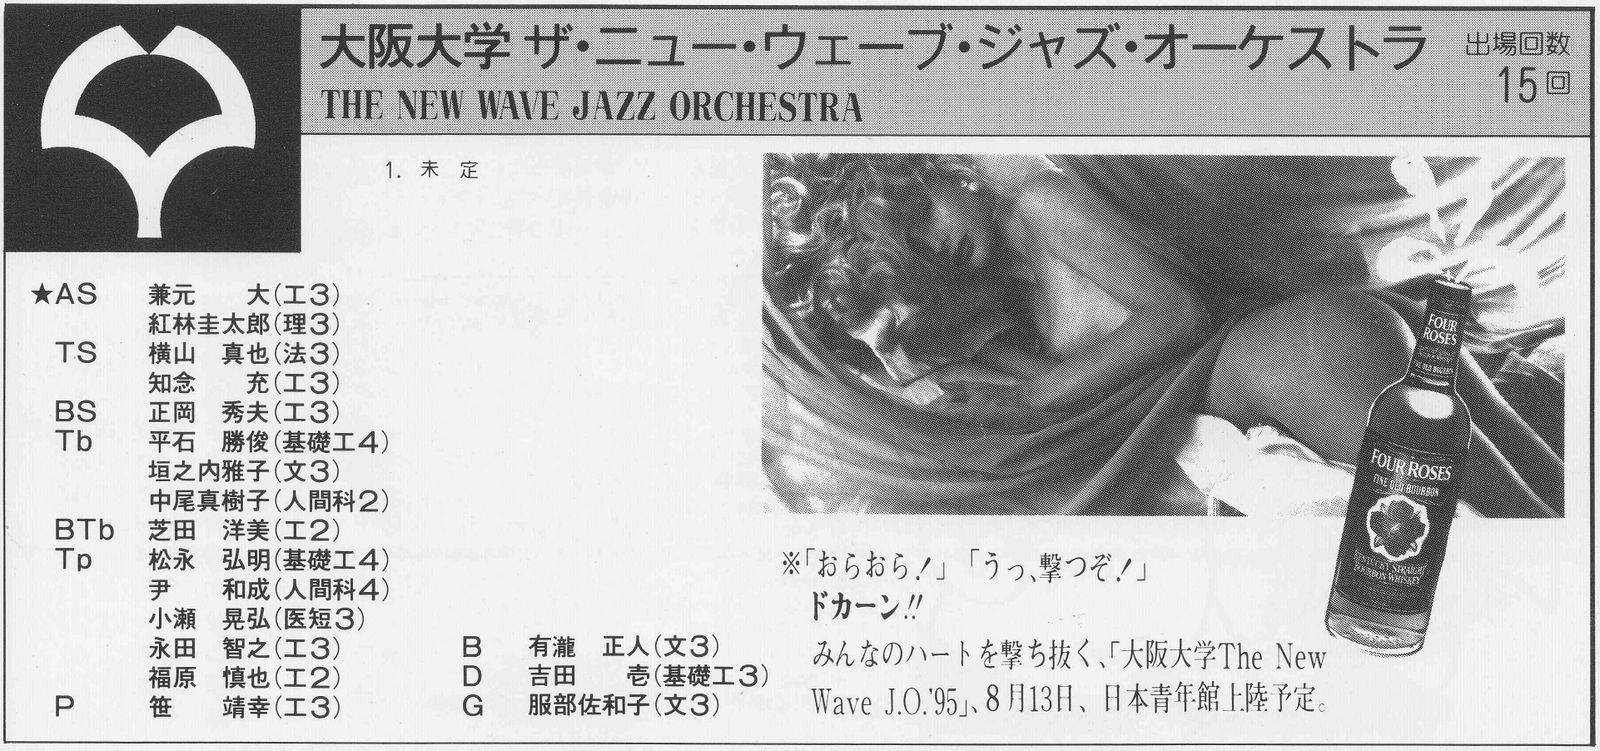 大阪大学 ザ・ニュー・ウェーブ・ジャズ・オーケストラ
THE NEW WAVE JAZZ ORCHESTRA
出場回数
15回
1. 未 定
★AS 兼元 大(工3)
紅林圭太郎(理3)
TS 横山 真也(法3)
知念 充(工3)
BS 正岡 秀夫(工3)
Tb 平石 勝俊(基礎工4)
垣之内雅子(文3)
中尾真樹子(人間科2)
BTb 芝田 洋美(工2)
Tp 松永 弘明(基礎工4)
尹 和成(人間科4)
小瀬 晃弘(医短3)
永田 智之(工3)
福原 慎也(工2)
P 笹 靖幸(工3)
B 有瀧 正人(文3)
D 吉田 壱(基礎工3)
G 服部佐和子(文3)
FOUR
ROSES
FINE OLD BOURBON
FOUR ROSES
FINE OLD BOURBON
KENTUCKY STRAIGHT
BOURBON WHISKEY
※「おらおら!」「うっ、撃つぞ!」
ドカーン!!
みんなのハートを撃ち抜く、「大阪大学The New
Wave J.O.'95」、8月13日、日本青年館上陸予定。